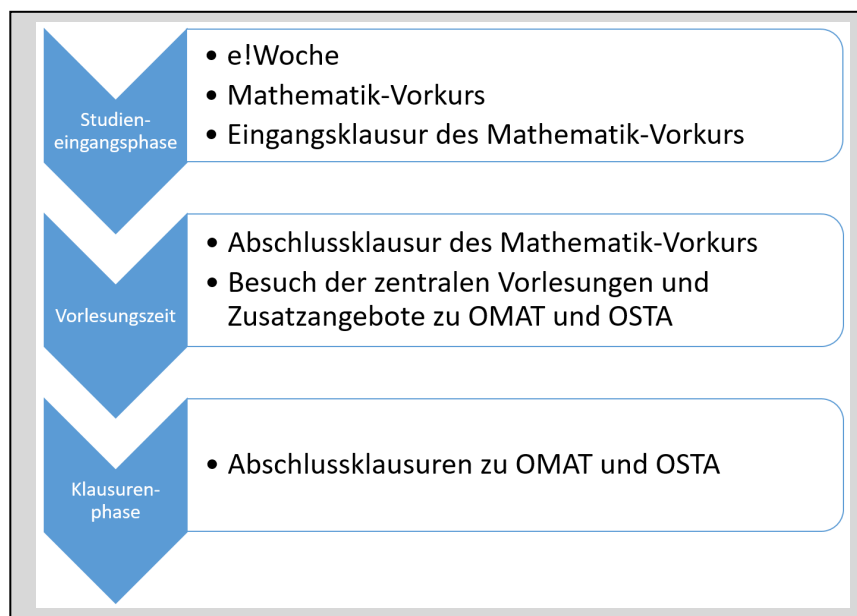 Studien-
eingangsphase
• e!Woche
• Mathematik-Vorkurs
• Eingangsklausur des Mathematik-Vorkurs
Vorlesungszeit
• Abschlussklausur des Mathematik-Vorkurs
• Besuch der zentralen Vorlesungen und
Zusatzangebote zu OMAT und OSTA
Klausuren-
phase
• Abschlussklausuren zu OMAT und OSTA